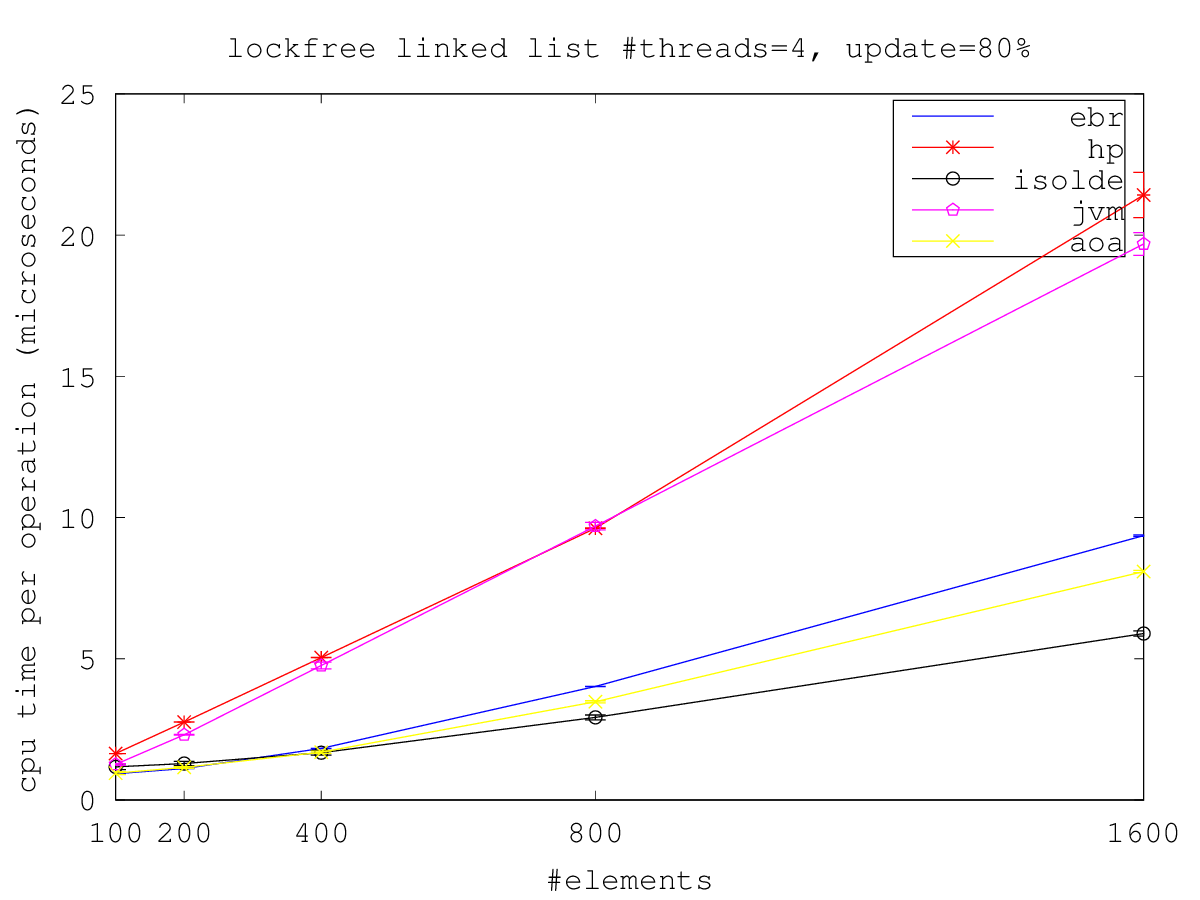 lockfree linked list #threads=4, update=80%
cpu time per operation (microseconds)
25
20
15
10
5
0
ebr
hp
isolde
jvm
aoa
100 200 400 800 1600
#elements